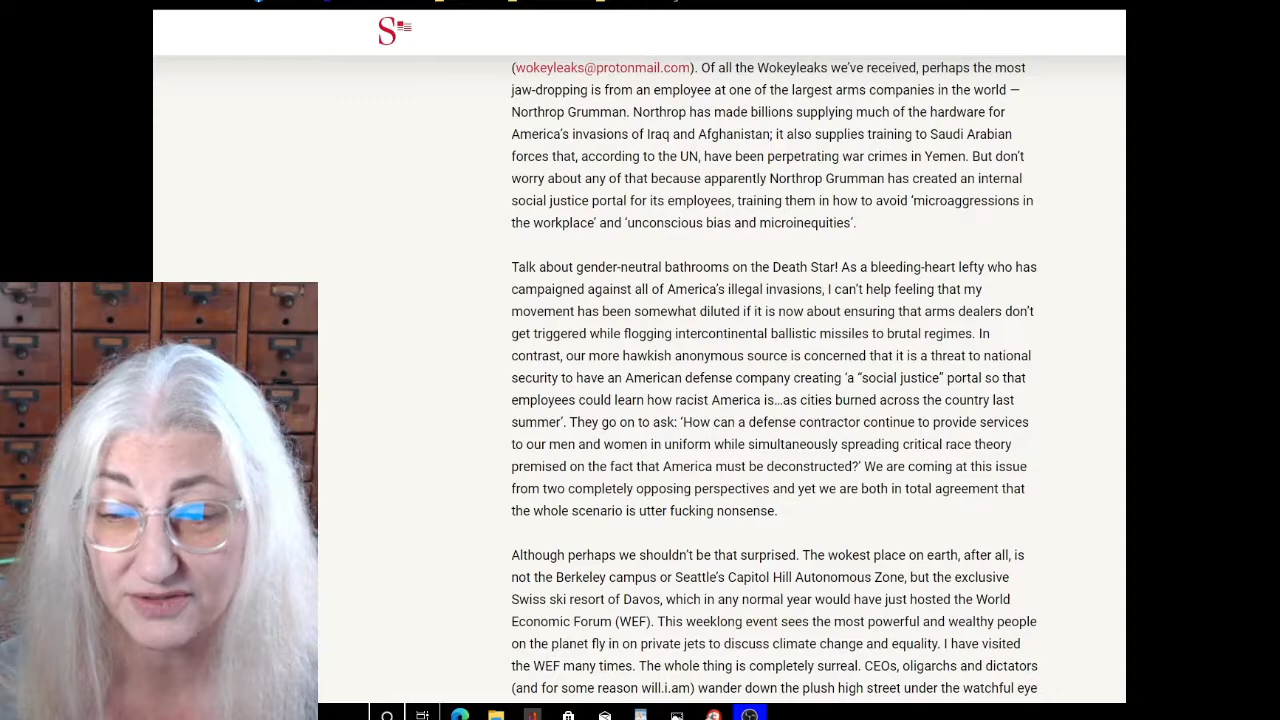 S
(wokeyleaks@protonmail.com). Of all the Wokeyleaks we’ve received, perhaps the most
jaw-dropping is from an employee at one of the largest arms companies in the world —
Northrop Grumman. Northrop has made billions supplying much of the hardware for
America’s invasions of Iraq and Afghanistan; it also supplies training to Saudi Arabian
forces that, according to the UN, have been perpetrating war crimes in Yemen. But don’t
worry about any of that because apparently Northrop Grumman has created an internal
social justice portal for its employees, training them in how to avoid ‘microaggressions in
the workplace’ and ‘unconscious bias and microinequities’.
Talk about gender-neutral bathrooms on the Death Star! As a bleeding-heart lefty who has
campaigned against all of America’s illegal invasions, I can’t help feeling that my
movement has been somewhat diluted if it is now about ensuring that arms dealers don’t
get triggered while flogging intercontinental ballistic missiles to brutal regimes. In
contrast, our more hawkish anonymous source is concerned that it is a threat to national
security to have an American defense company creating ‘a “social justice” portal so that
employees could learn how racist America is…as cities burned across the country last
summer’. They go on to ask: ‘How can a defense contractor continue to provide services
to our men and women in uniform while simultaneously spreading critical race theory
premised on the fact that America must be deconstructed?’ We are coming at this issue
from two completely opposing perspectives and yet we are both in total agreement that
the whole scenario is utter fucking nonsense.
Although perhaps we shouldn’t be that surprised. The wokest place on earth, after all, is
not the Berkeley campus or Seattle’s Capitol Hill Autonomous Zone, but the exclusive
Swiss ski resort of Davos, which in any normal year would have just hosted the World
Economic Forum (WEF). This weeklong event sees the most powerful and wealthy people
on the planet fly in on private jets to discuss climate change and equality. I have visited
the WEF many times. The whole thing is completely surreal. CEOs, oligarchs and dictators
(and for some reason will.i.am) wander down the plush high street under the watchful eye